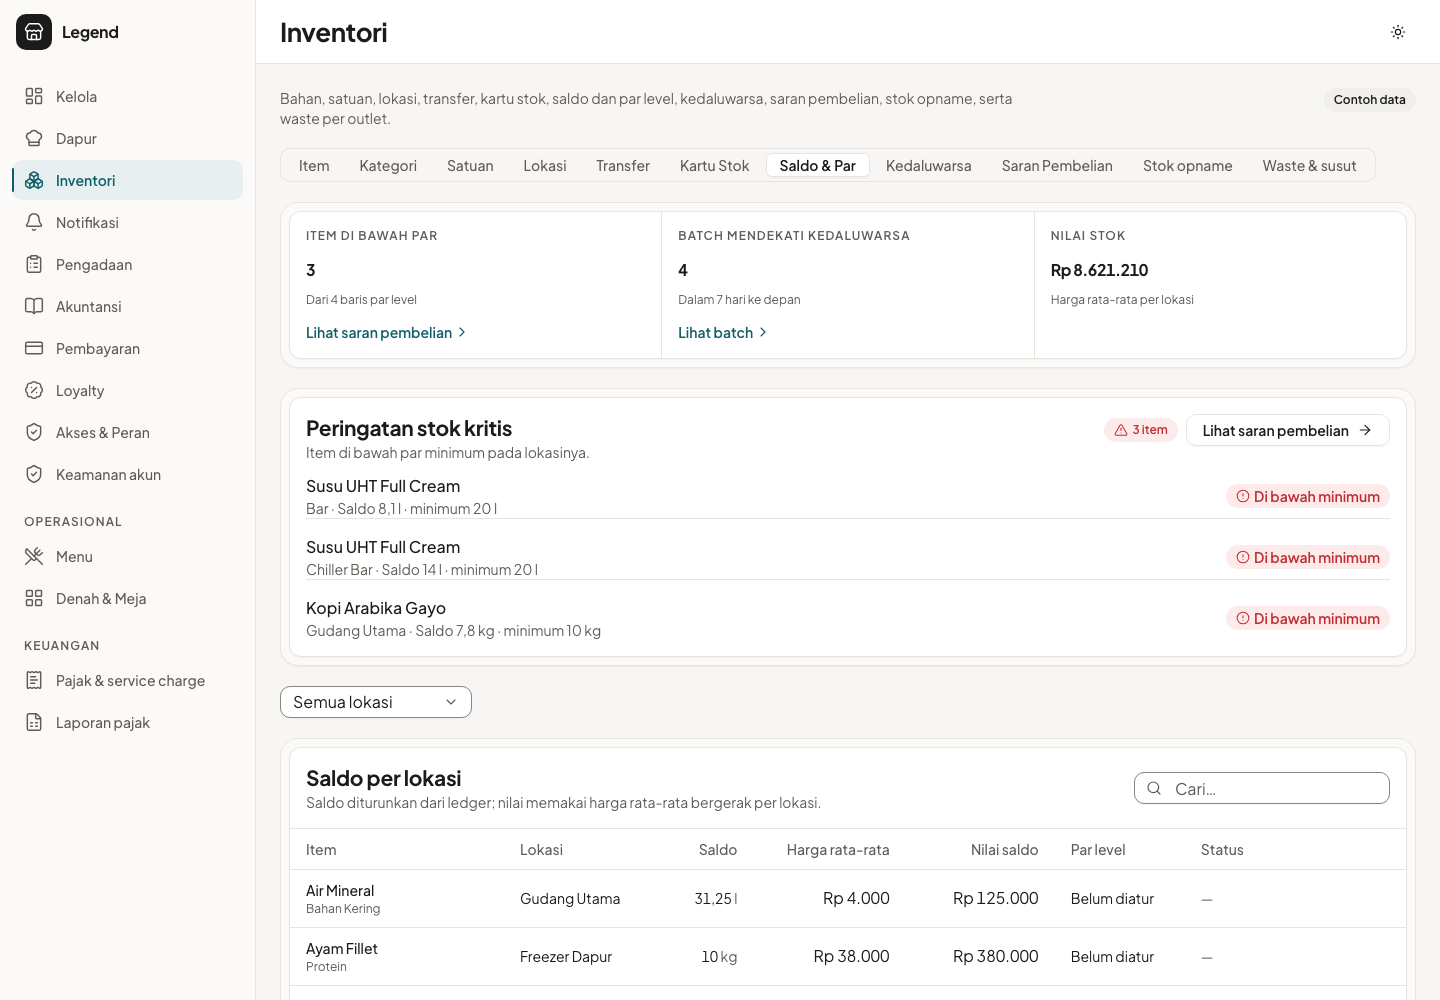 Legend
Inventori
Kelola
Dapur
Inventori
Notifikasi
Pengadaan
Akuntansi
Pembayaran
Loyalty
Akses & Peran
Keamanan akun
OPERASIONAL
Menu
Denah & Meja
KEUANGAN
Pajak & service charge
Laporan pajak
Bahan, satuan, lokasi, transfer, kartu stok, saldo dan par level, kedaluwarsa, saran pembelian, stok opname, serta
waste per outlet.
Contoh data
Item Kategori Satuan Lokasi Transfer Kartu Stok Saldo & Par Kedaluwarsa Saran Pembelian Stok opname Waste & susut
ITEM DI BAWAH PAR
3
Dari 4 baris par level
Lihat saran pembelian
BATCH MENDEKATI KEDALUWARSA
4
Dalam 7 hari ke depan
Lihat batch
NILAI STOK
Rp 8.621.210
Harga rata-rata per lokasi
Peringatan stok kritis
Item di bawah par minimum pada lokasinya.
3 item
Lihat saran pembelian
Susu UHT Full Cream
Bar · Saldo 8,1 l · minimum 20 l
Di bawah minimum
Susu UHT Full Cream
Chiller Bar · Saldo 14 l · minimum 20 l
Di bawah minimum
Kopi Arabika Gayo
Gudang Utama · Saldo 7,8 kg · minimum 10 kg
Di bawah minimum
Semua lokasi
Saldo per lokasi
Saldo diturunkan dari ledger; nilai memakai harga rata-rata bergerak per lokasi.
Cari...
Item Lokasi Saldo Harga rata-rata Nilai saldo Par level Status
Air Mineral
Bahan Kering
Gudang Utama 31,25 l Rp 4.000 Rp 125.000 Belum diatur —
Ayam Fillet
Protein
Freezer Dapur 10 kg Rp 38.000 Rp 380.000 Belum diatur —